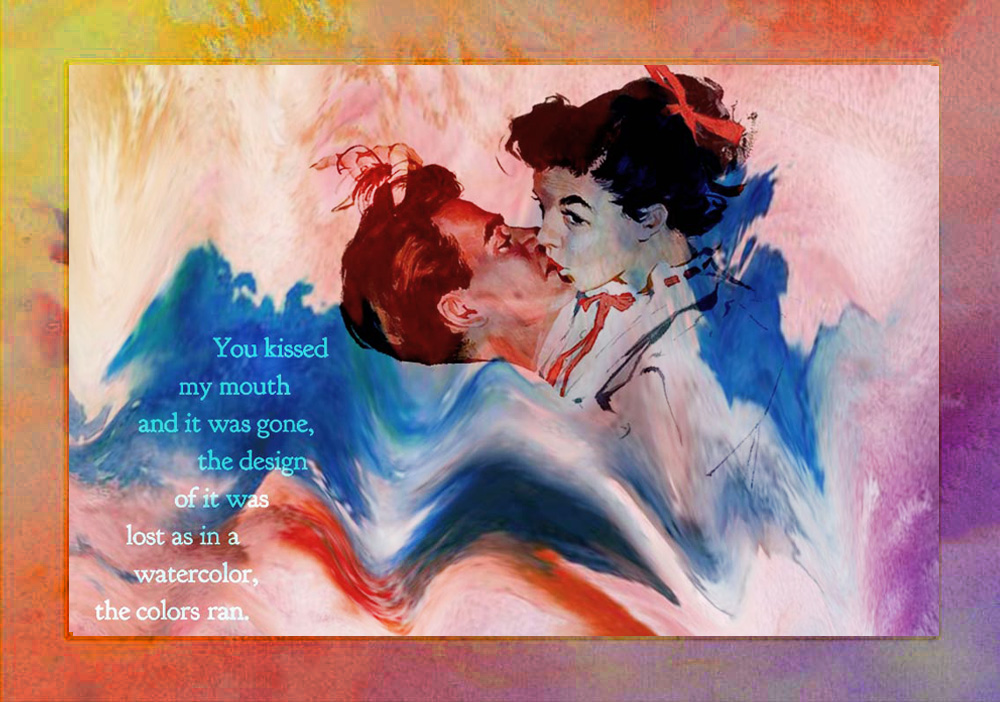 You kissed
my mouth
and it was gone,
the design
of it was
lost as in a
watercolor,
the colors ran.